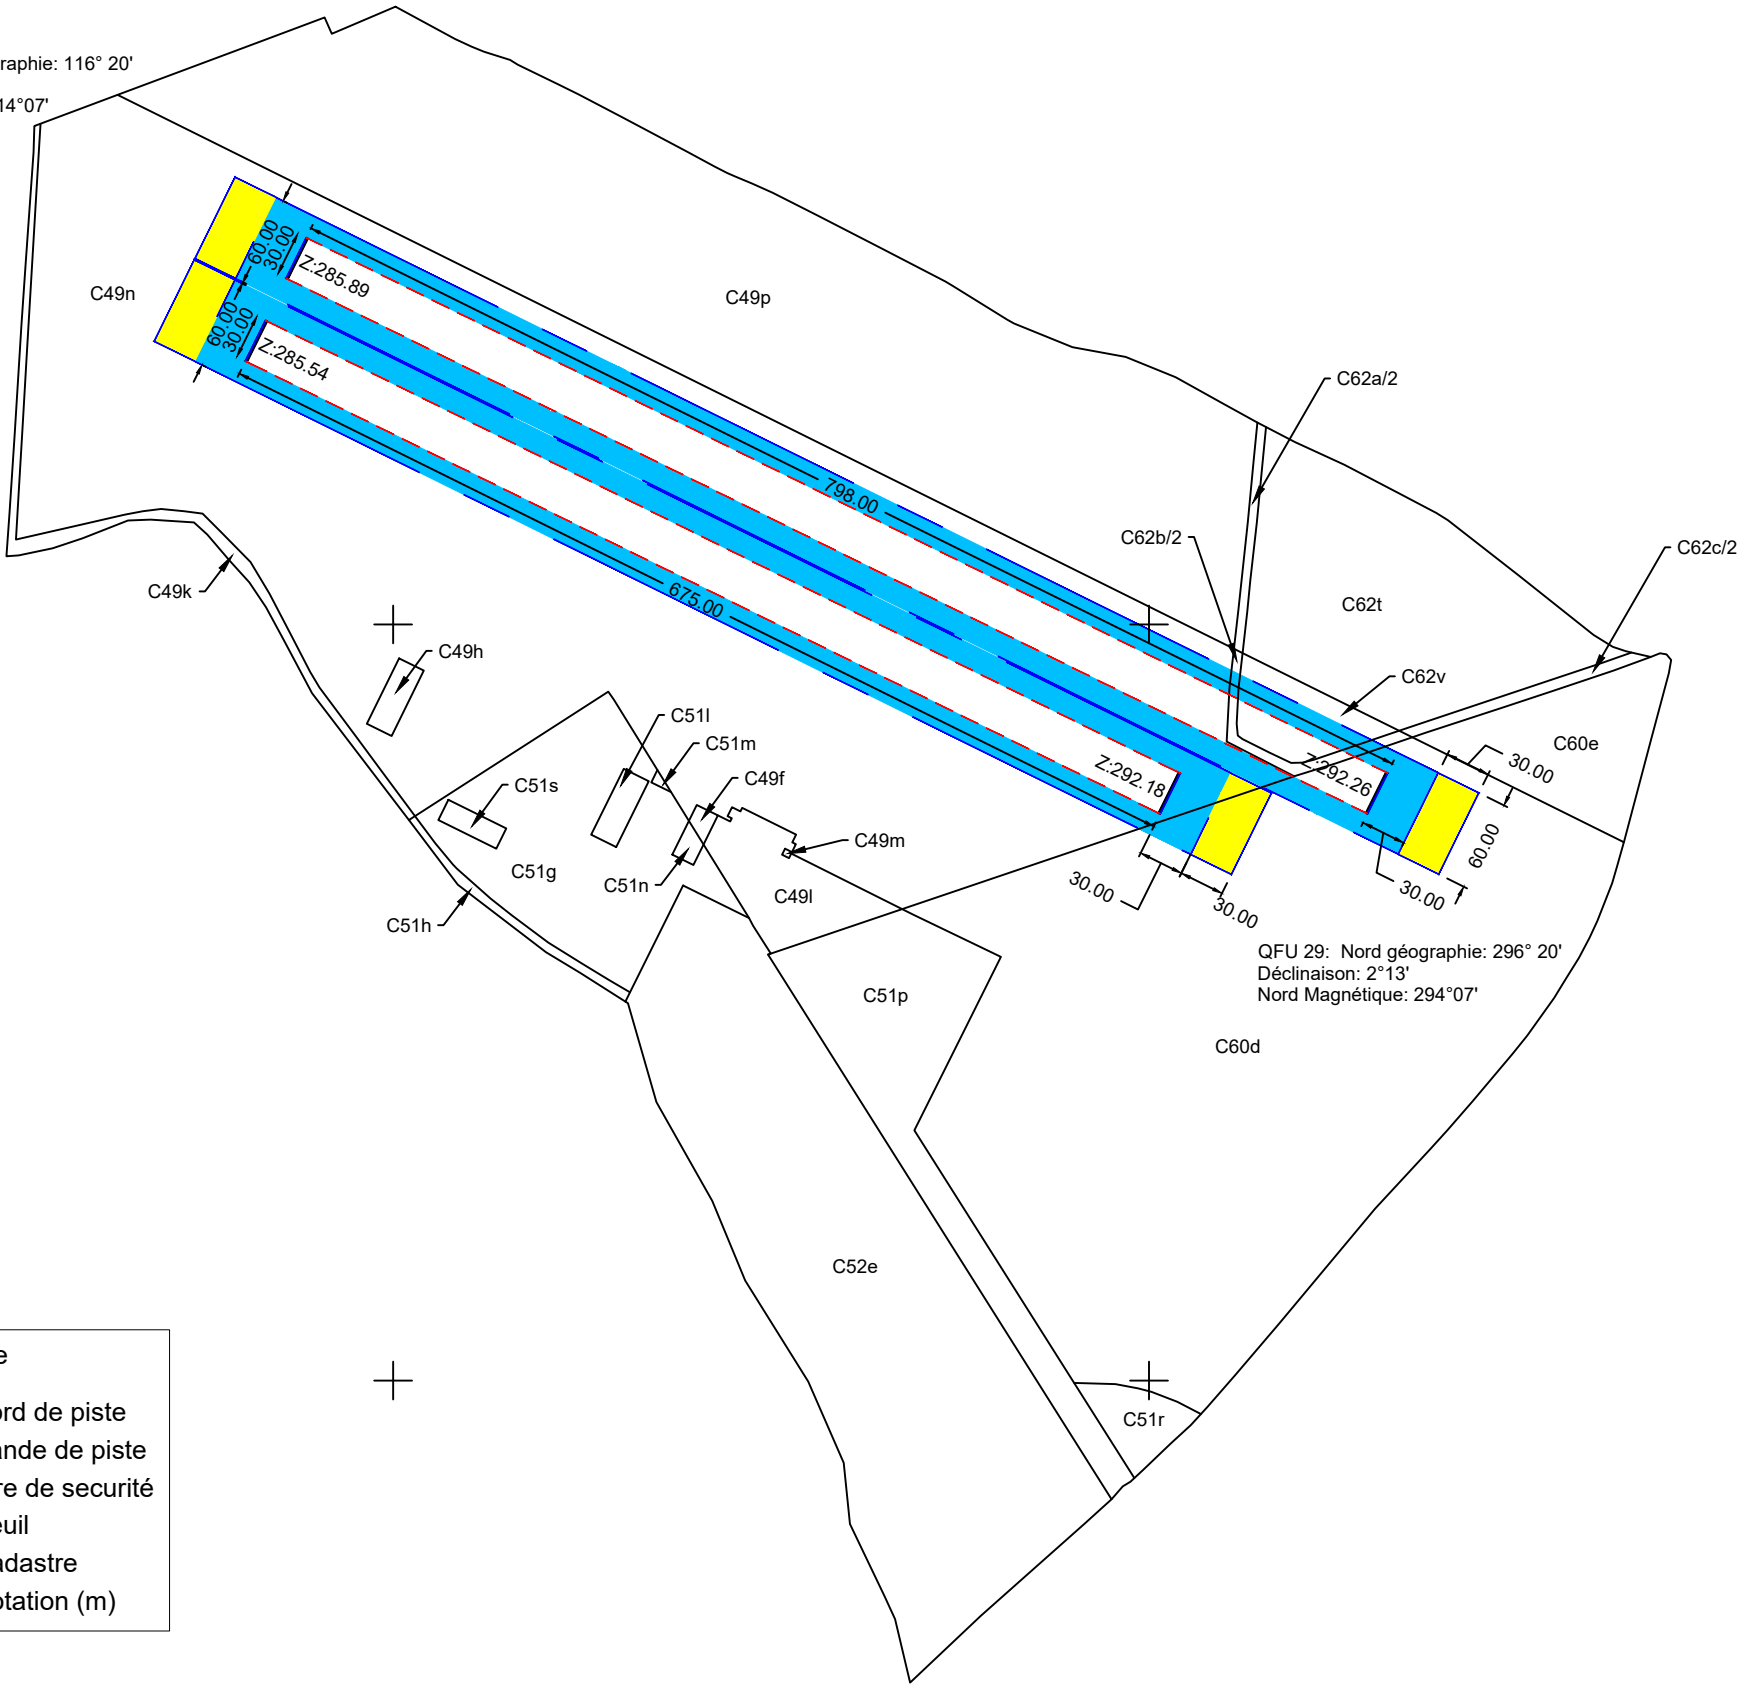 raphie: 116° 20'
14°07'
C49n
60.00
30.00
Z:285.89
60.00
30.00
Z:285.54
C49p
C62a/2
798.00
C62b/2
C62c/2
C49k
675.00
C62t
C49h
C62v
C51l
C51m
C60e
C49f
30.00
C51s
Z:292.18
Z:292.26
C49m
60.00
C51g
C51n
C49l
30.00
30.00
30.00
C51h
QFU 29: Nord géographie: 296° 20'
Déclinaison: 2°13'
Nord Magnétique: 294°07'
C51p
C60d
C52e
C51r
e
ord de piste
ande de piste
re de securité
euil
adastre
otation (m)